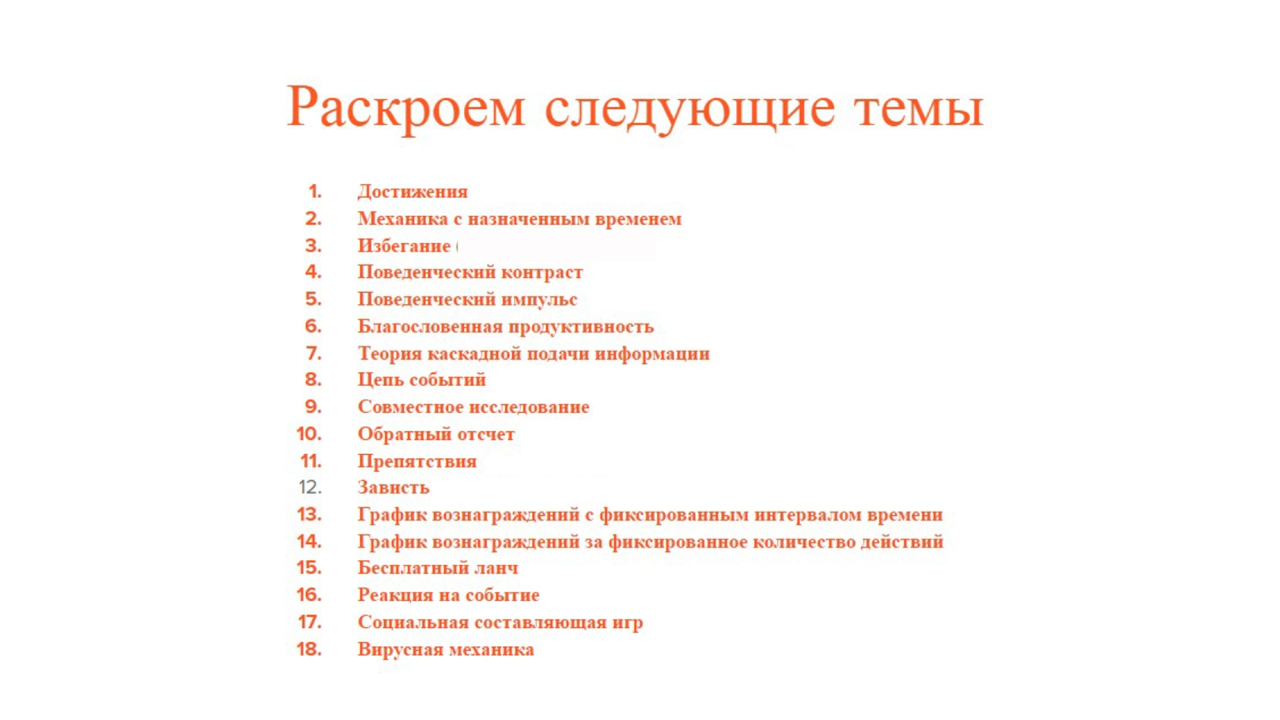 Раскроем следующие темы
1. Достижения
2. Механика с назначенным временем
3. Избегание (
4. Поведенческий контраст
5. Поведенческий импульс
6. Благословенная продуктивность
7. Теория каскадной подачи информации
8. Цепь событий
9. Совместное исследование
10. Обратный отсчет
11. Препятствия
12. Зависть
13. График вознаграждений с фиксированным интервалом времени
14. График вознаграждений за фиксированное количество действий
15. Бесплатный ланч
16. Реакция на событие
17. Социальная составляющая игр
18. Вирусная механика